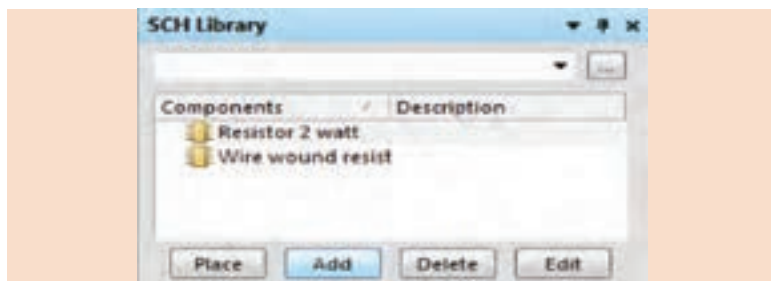 SCH Library
...
Components Description
Resistor 2 watt
Wire wound resist
Place Add Delete Edit